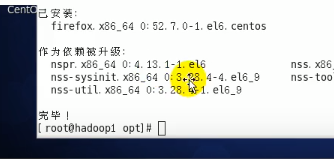 CentO
已安装:
firefox.x86_64 0:52.7.0-1.el6.centos
作为依赖被升级:
nspr.x86_64 0:4.13.1-1.el6 nss.x
nss-sysinit.x86_64 0:3.28.4-4.el6_9 nss-too
nss-util.x86_64 0:3.28.4-1.el6_9
完毕!
[root@hadoop1 opt]#